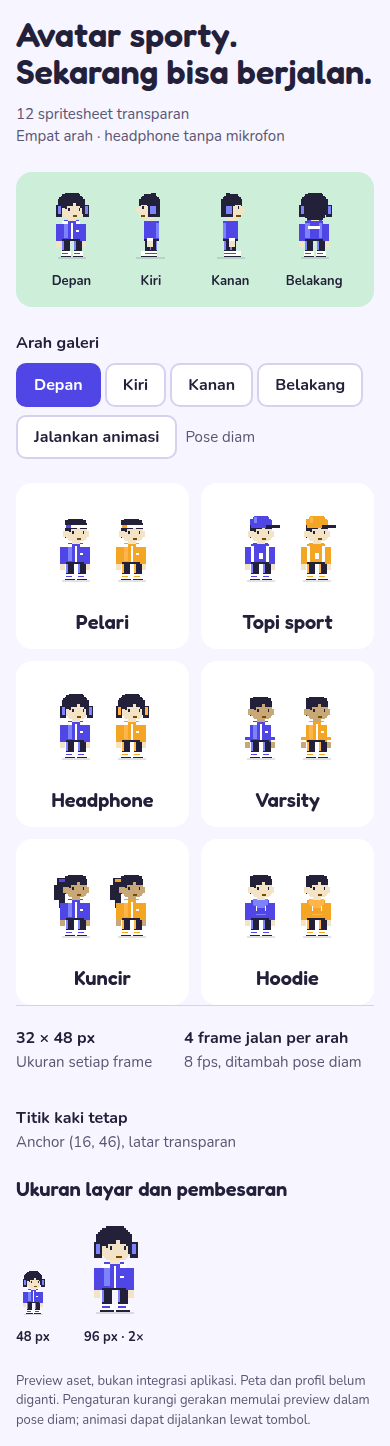 Avatar sporty.
Sekarang bisa berjalan.
12 spritesheet transparan
Empat arah · headphone tanpa mikrofon
Depan
Kiri
Kanan
Belakang
Arah galeri
Depan
Kiri
Kanan
Belakang
Jalankan animasi
Pose diam
Pelari
Topi sport
Headphone
Varsity
Kuncir
Hoodie
32 × 48 px
Ukuran setiap frame
4 frame jalan per arah
8 fps, ditambah pose diam
Titik kaki tetap
Anchor (16, 46), latar transparan
Ukuran layar dan pembesaran
48 px
96 px · 2×
Preview aset, bukan integrasi aplikasi. Peta dan profil belum
diganti. Pengaturan kurangi gerakan memulai preview dalam
pose diam; animasi dapat dijalankan lewat tombol.